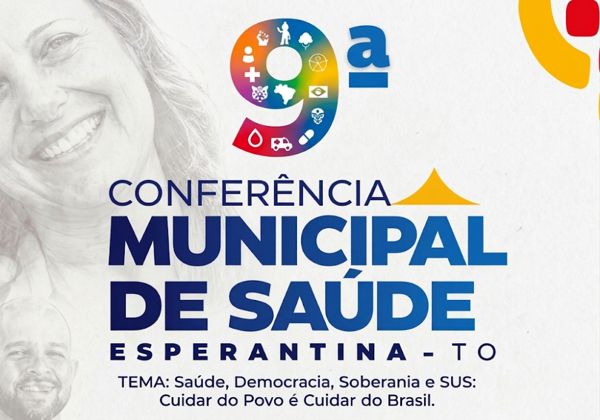 9ª
CONFERÊNCIA
MUNICIPAL
DE SAÚDE
ESPERANTINA - TO
TEMA: Saúde, Democracia, Soberania e SUS:
Cuidar do Povo é Cuidar do Brasil.